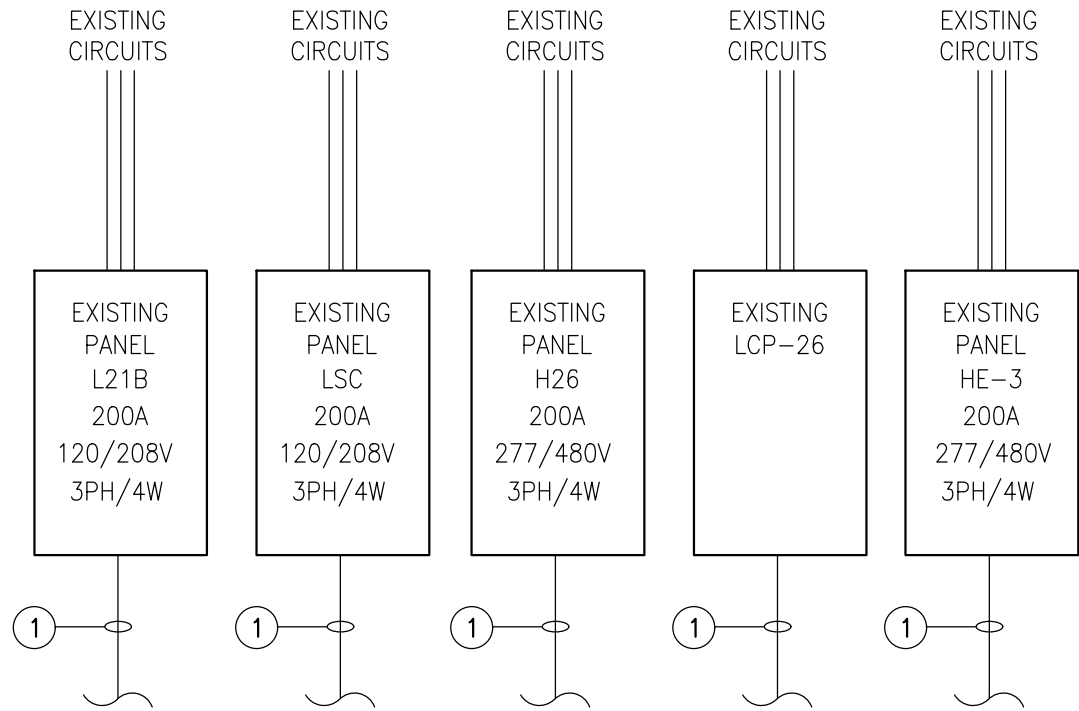 EXISTING
CIRCUITS
EXISTING
CIRCUITS
EXISTING
CIRCUITS
EXISTING
CIRCUITS
EXISTING
CIRCUITS
EXISTING
PANEL
L21B
200A
120/208V
3PH/4W
EXISTING
PANEL
LSC
200A
120/208V
3PH/4W
EXISTING
PANEL
H26
200A
277/480V
3PH/4W
EXISTING
LCP-26
EXISTING
PANEL
HE-3
200A
277/480V
3PH/4W
1
1
1
1
1